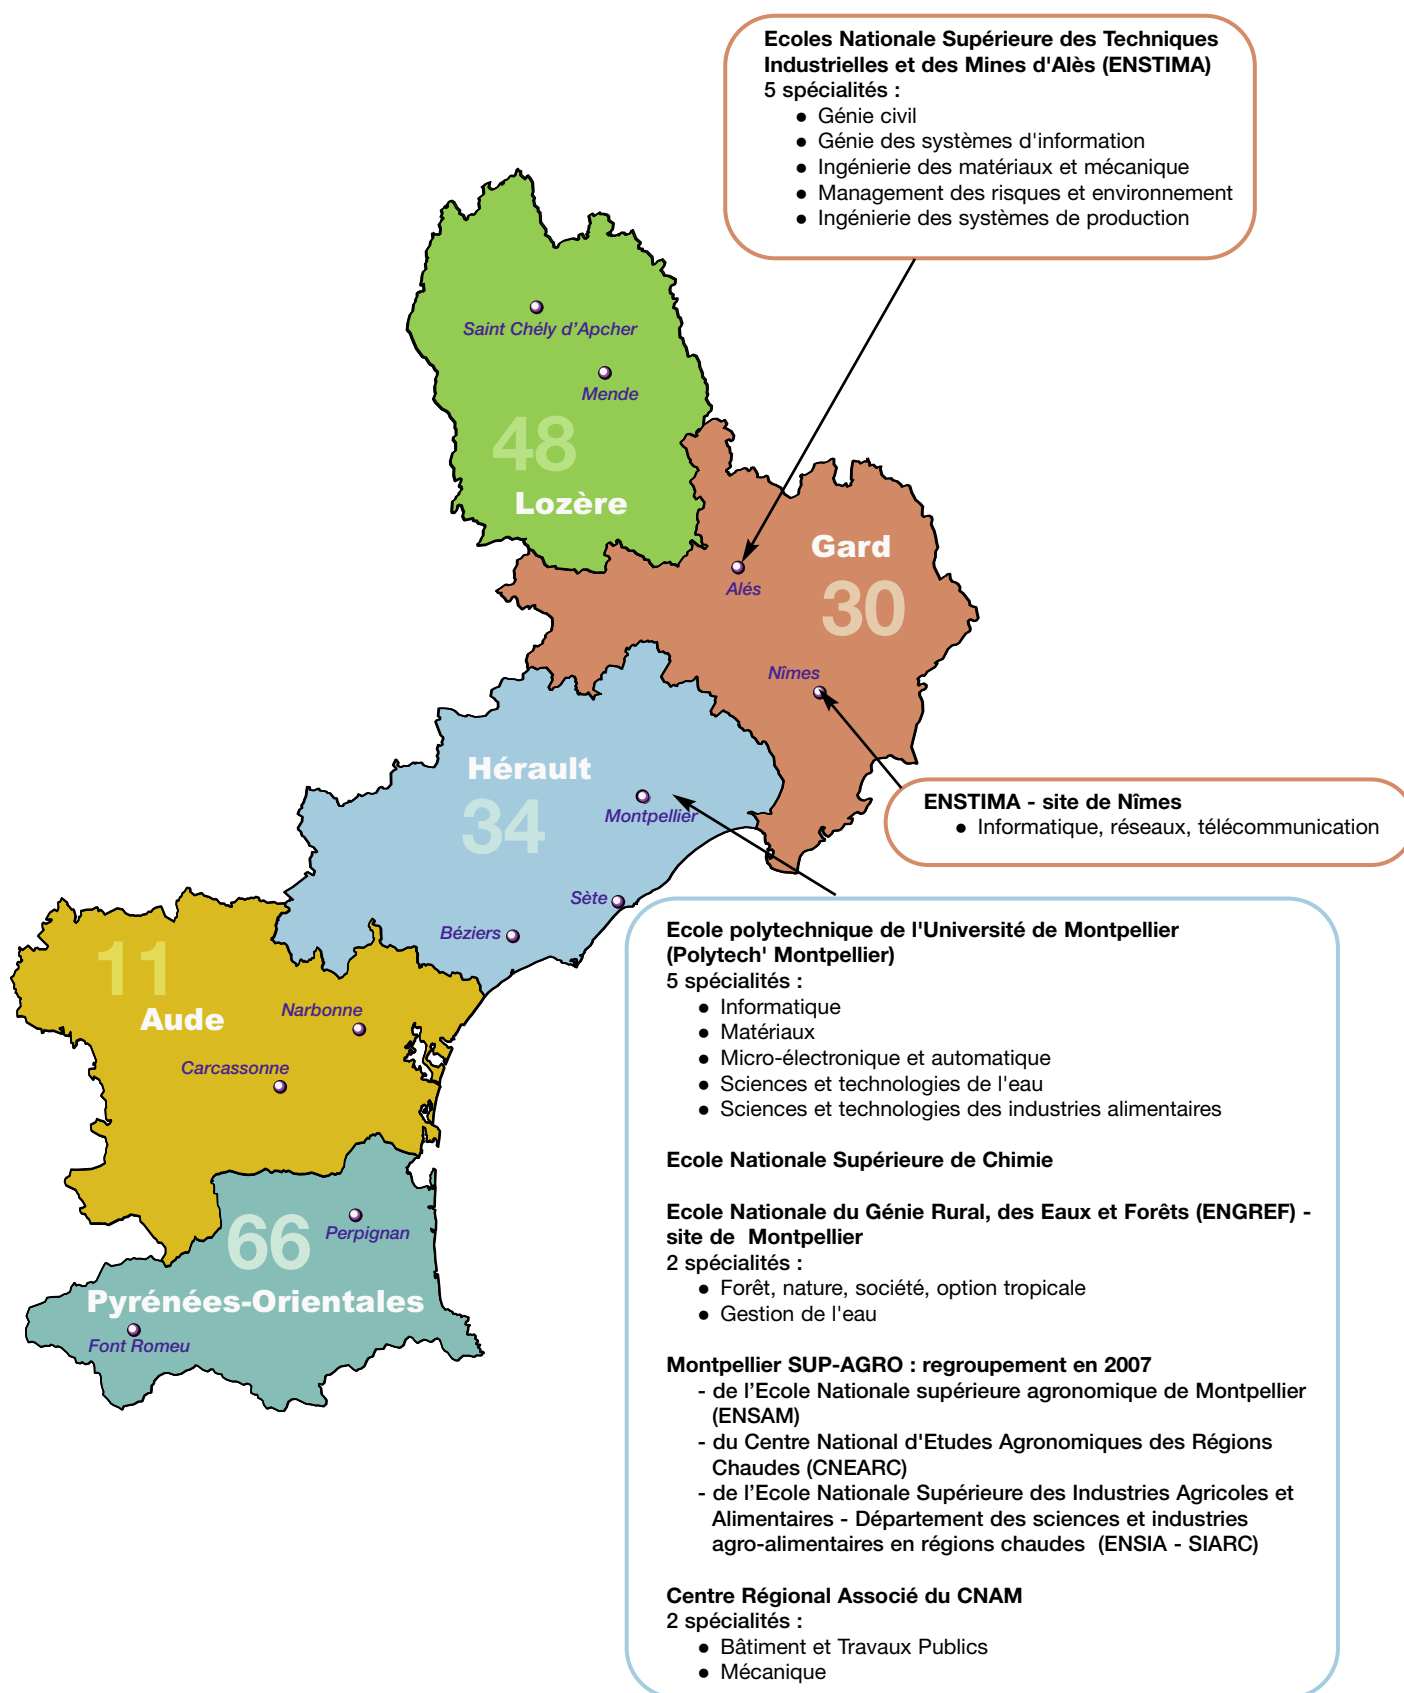 Ecoles Nationale Supérieure des Techniques
Industrielles et des Mines d'Alès (ENSTIMA)
5 spécialités :
● Génie civil
● Génie des systèmes d'information
● Ingénierie des matériaux et mécanique
● Management des risques et environnement
● Ingénierie des systèmes de production
Saint Chély d'Apcher
Mende
48
Lozère
Gard
Alés
30
Nîmes
Hérault
34
Montpellier
Sète
Béziers
ENSTIMA - site de Nîmes
● Informatique, réseaux, télécommunication
11
Aude
Narbonne
Carcassonne
66
Perpignan
Pyrénées-Orientales
Font Romeu
Ecole polytechnique de l'Université de Montpellier
(Polytech' Montpellier)
5 spécialités :
● Informatique
● Matériaux
● Micro-électronique et automatique
● Sciences et technologies de l'eau
● Sciences et technologies des industries alimentaires
Ecole Nationale Supérieure de Chimie
Ecole Nationale du Génie Rural, des Eaux et Forêts (ENGREF) -
site de Montpellier
2 spécialités :
● Forêt, nature, société, option tropicale
● Gestion de l'eau
Montpellier SUP-AGRO : regroupement en 2007
- de l'Ecole Nationale supérieure agronomique de Montpellier
(ENSAM)
- du Centre National d'Etudes Agronomiques des Régions
Chaudes (CNEARC)
- de l'Ecole Nationale Supérieure des Industries Agricoles et
Alimentaires - Département des sciences et industries
agro-alimentaires en régions chaudes (ENSIA - SIARC)
Centre Régional Associé du CNAM
2 spécialités :
● Bâtiment et Travaux Publics
● Mécanique